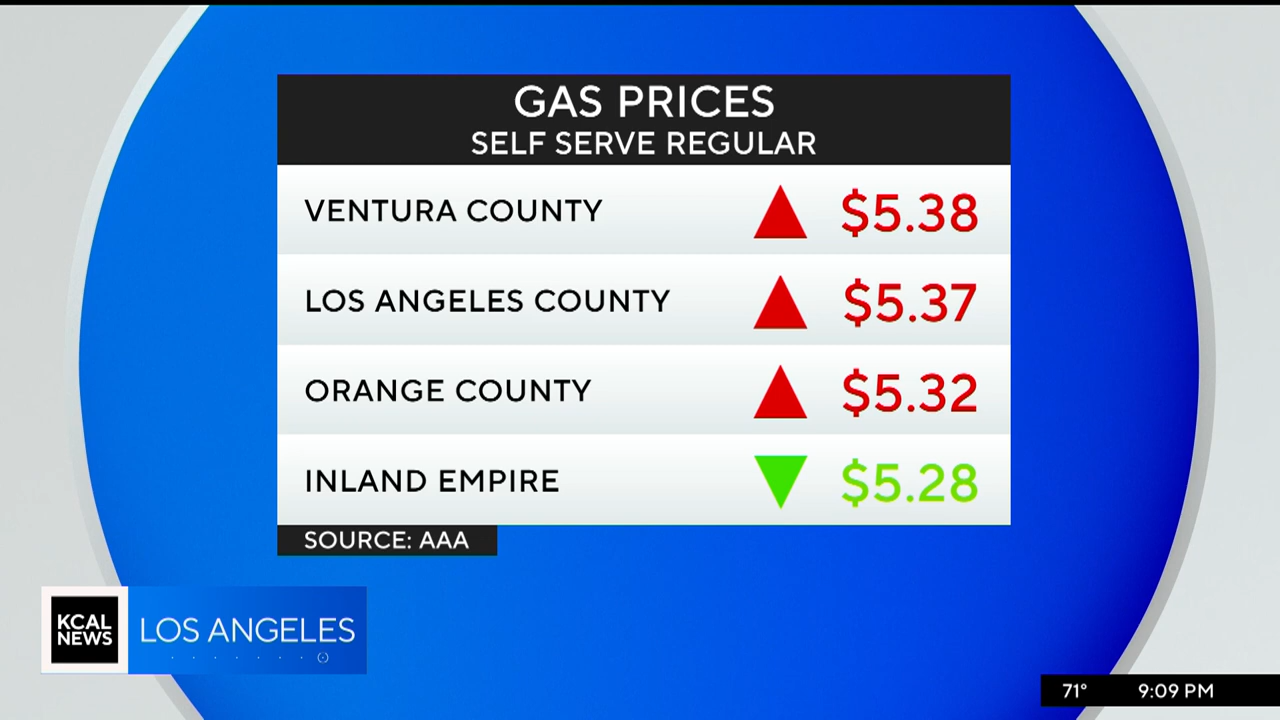 GAS PRICES
SELF SERVE REGULAR
VENTURA COUNTY $5.38
LOS ANGELES COUNTY $5.37
ORANGE COUNTY $5.32
INLAND EMPIRE $5.28
SOURCE: AAA
KCAL
NEWS
LOS ANGELES
71° 9:09 PM